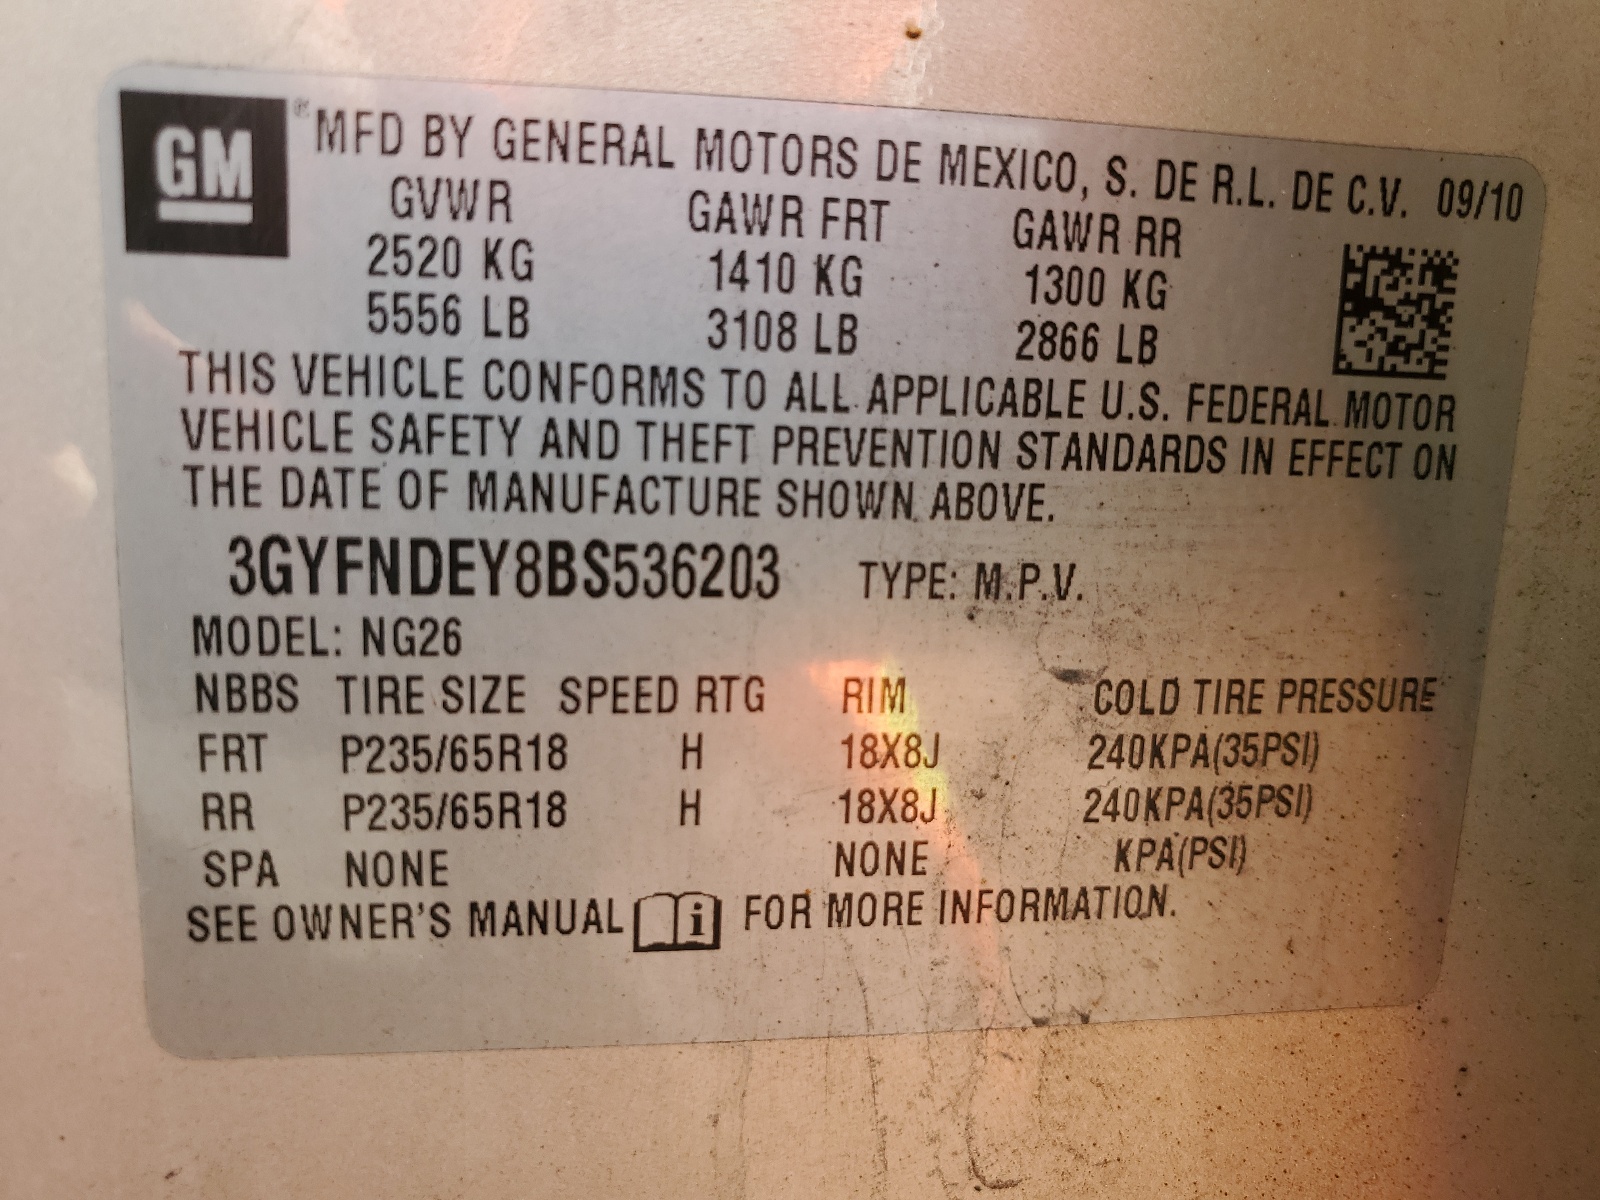 GM ® MFD BY GENERAL MOTORS DE MEXICO, S. DE R.L. DE C.V. 09/10
GVWR GAWR FRT GAWR RR
2520 KG 1410 KG 1300 KG
5556 LB 3108 LB 2866 LB
THIS VEHICLE CONFORMS TO ALL APPLICABLE U.S. FEDERAL MOTOR
VEHICLE SAFETY AND THEFT PREVENTION STANDARDS IN EFFECT ON
THE DATE OF MANUFACTURE SHOWN ABOVE.
3GYFNDEY8BS536203 TYPE: M.P.V.
MODEL: NG26
NBBS TIRE SIZE SPEED RTG RIM COLD TIRE PRESSURE
FRT P235/65R18 H 18X8J 240KPA(35PSI)
RR P235/65R18 H 18X8J 240KPA(35PSI)
SPA NONE NONE KPA(PSI)
SEE OWNER'S MANUAL i FOR MORE INFORMATION.